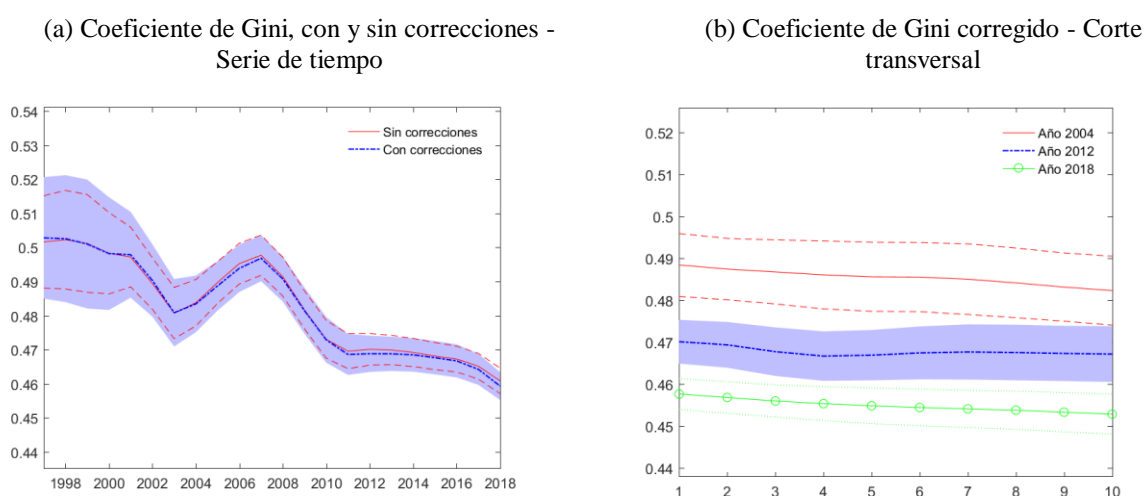 (a) Coeficiente de Gini, con y sin correcciones -
Serie de tiempo
0.54
0.53
0.52
0.51
0.5
0.49
0.48
0.47
0.46
0.45
0.44
Sin correcciones
Con correcciones
1998 2000 2002 2004 2006 2008 2010 2012 2014 2016 2018
(b) Coeficiente de Gini corregido - Corte
transversal
0.52
0.51
0.5
0.49
0.48
0.47
0.46
0.45
0.44
Año 2004
Año 2012
Año 2018
1 2 3 4 5 6 7 8 9 10